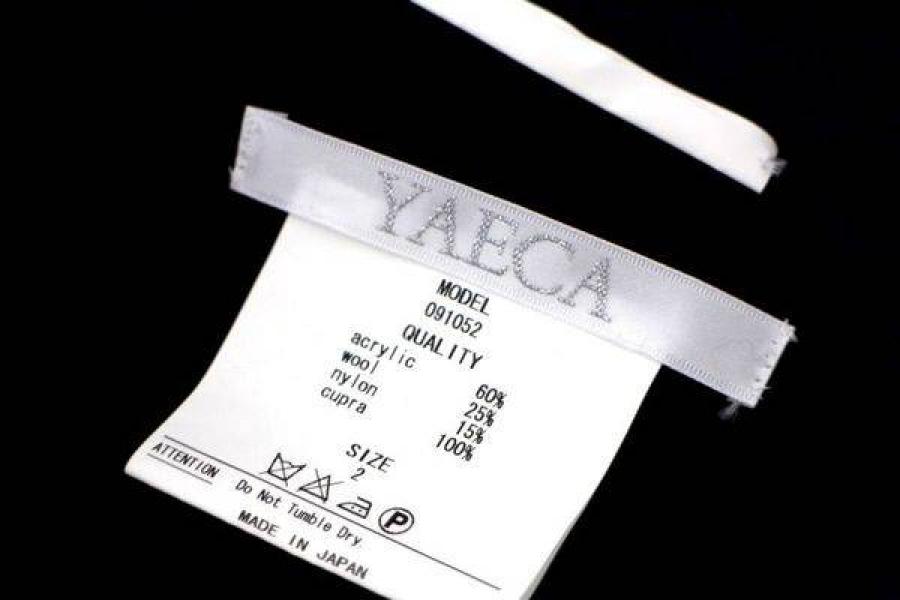 YAECA
MODEL
091052
QUALITY
acrylic 60%
wool 25%
nylon 15%
cupra 100%
SIZE
2
ATTENTION
P
Do Not Tumble Dry.
MADE IN JAPAN